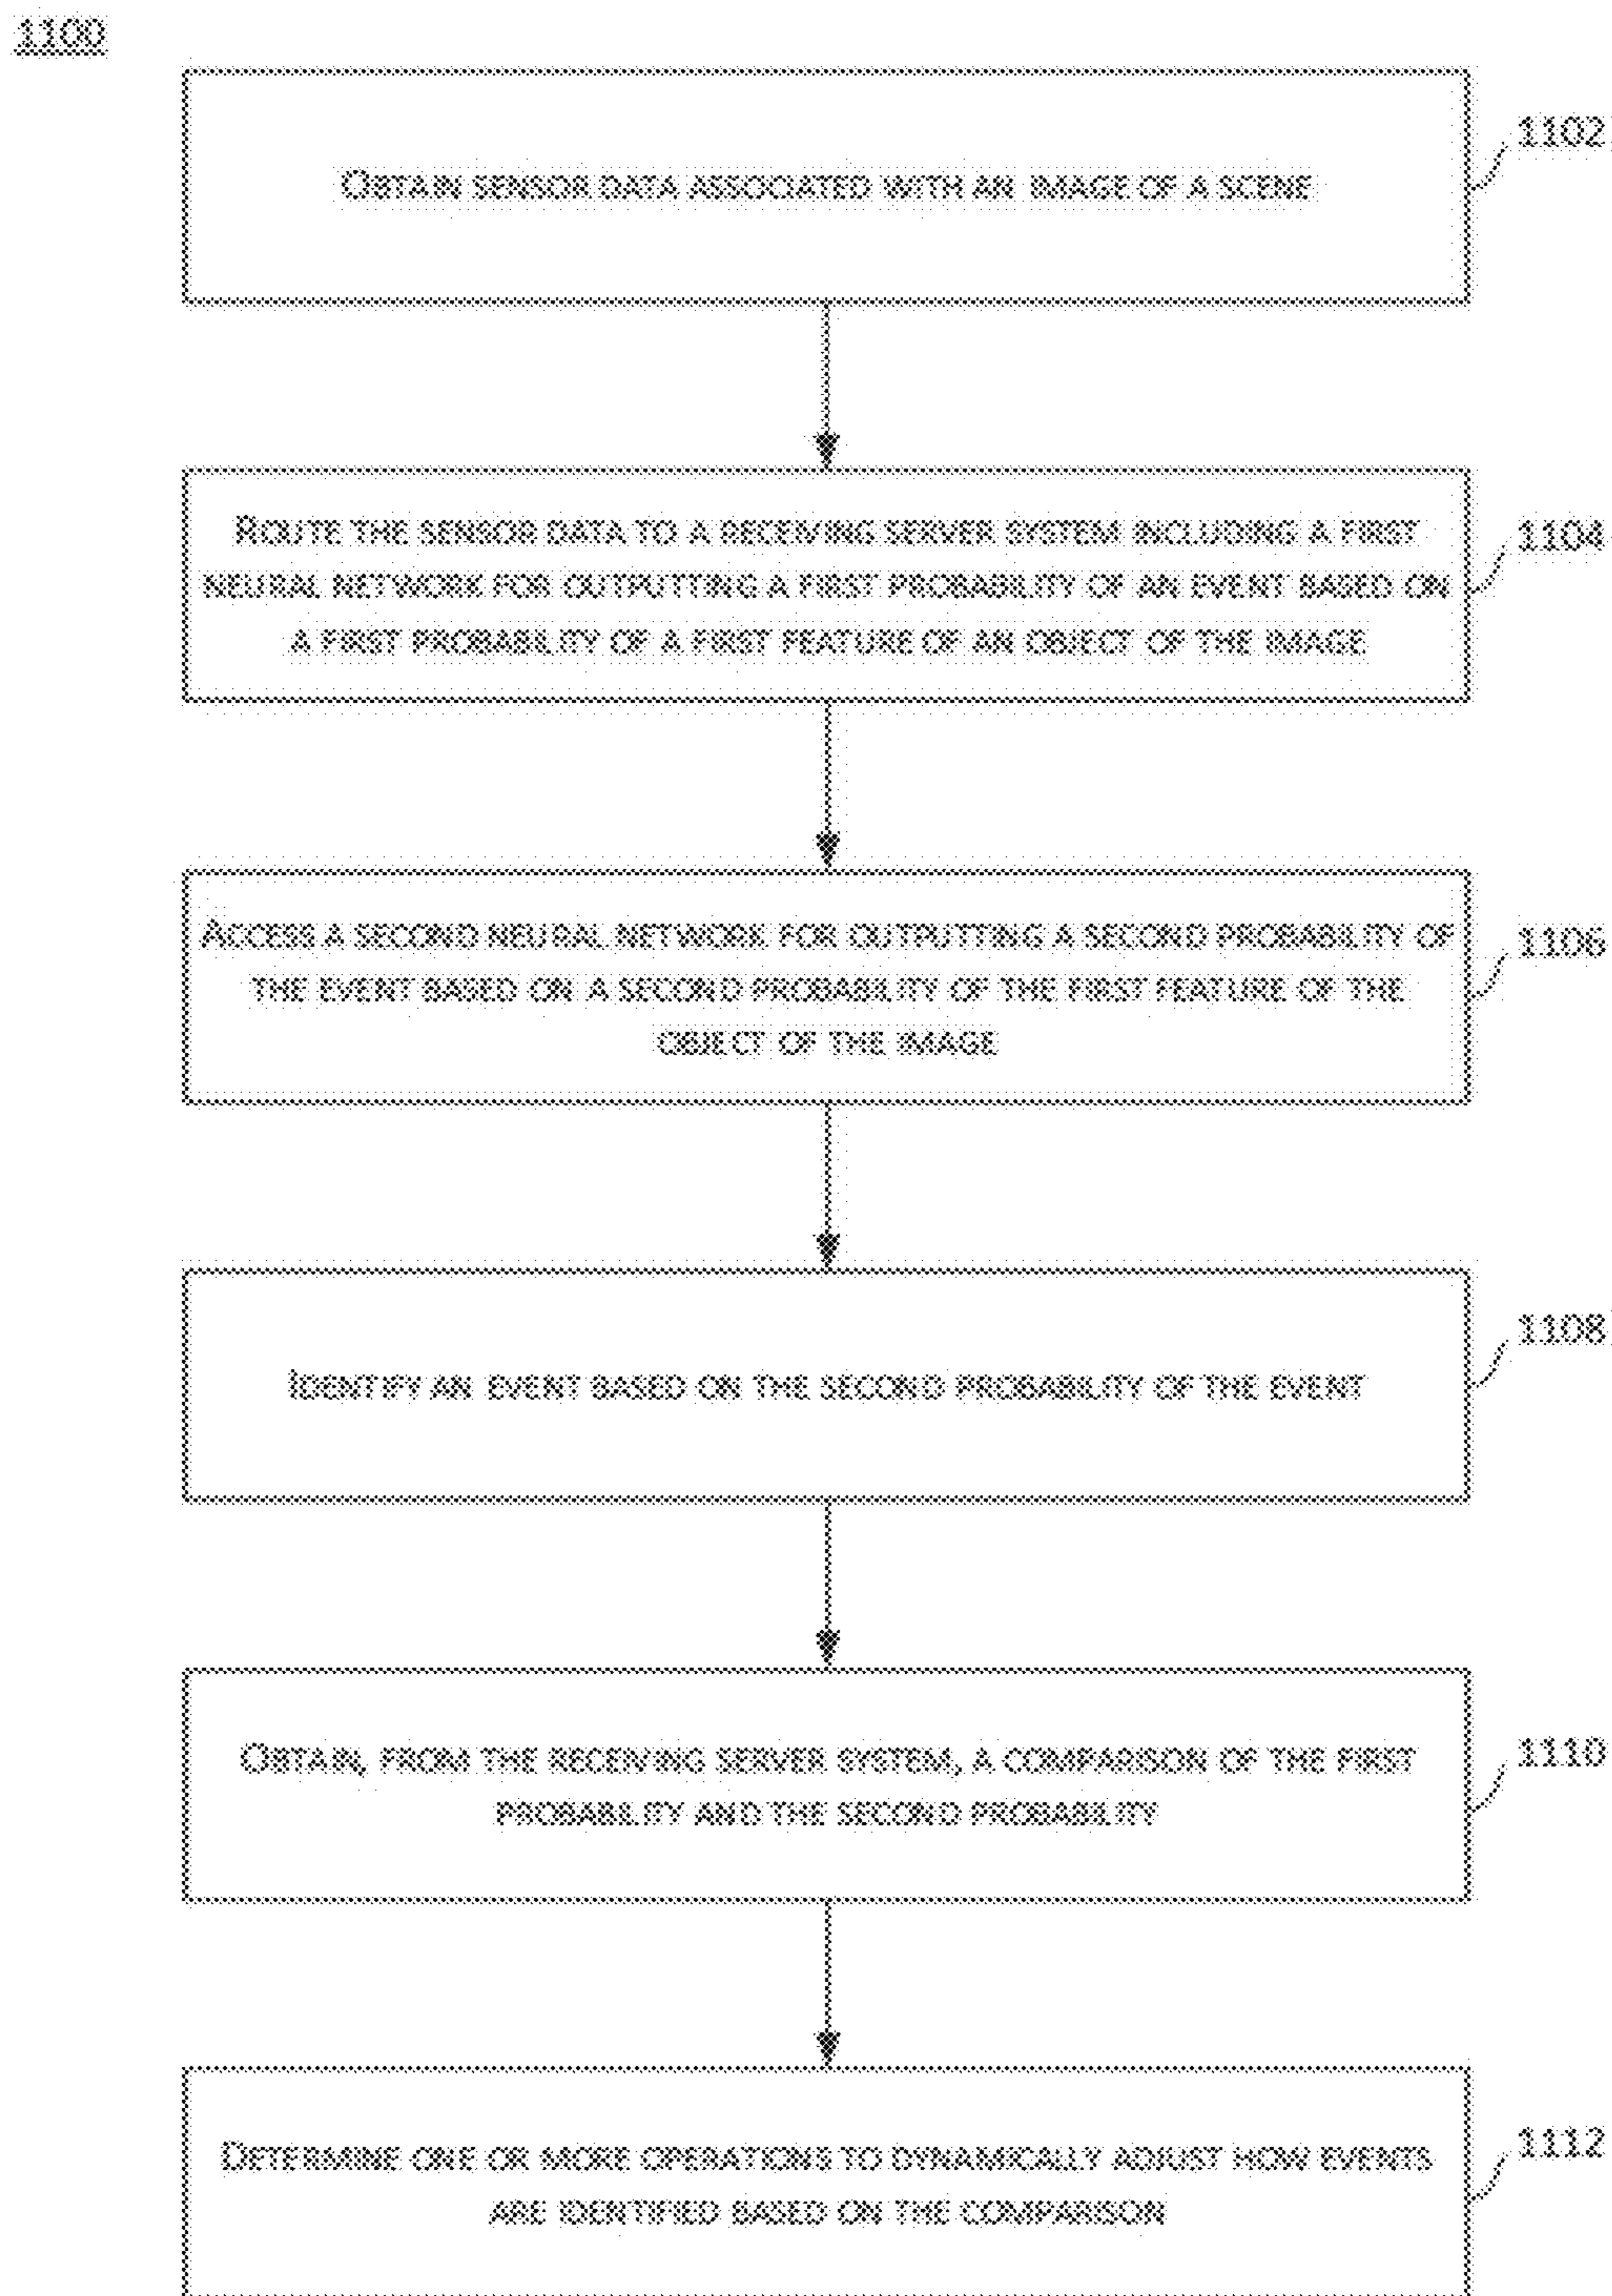 1100
OBTAIN SENSOR DATA ASSOCIATED WITH AN IMAGE OF A SCENE
1102
ROUTE THE SENSOR DATA TO A RECEIVING SERVER SYSTEM INCLUDING A FIRST
NEURAL NETWORK FOR OUTPUTTING A FIRST PROBABILITY OF AN EVENT BASED ON
A FIRST PROBABILITY OF A FIRST FEATURE OF AN OBJECT OF THE IMAGE
1104
ACCESS A SECOND NEURAL NETWORK FOR OUTPUTTING A SECOND PROBABILITY OF
THE EVENT BASED ON A SECOND PROBABILITY OF THE FIRST FEATURE OF THE
OBJECT OF THE IMAGE
1106
IDENTIFY AN EVENT BASED ON THE SECOND PROBABILITY OF THE EVENT
1108
OBTAIN, FROM THE RECEIVING SERVER SYSTEM, A COMPARISON OF THE FIRST
PROBABILITY AND THE SECOND PROBABILITY
1110
DETERMINE ONE OR MORE OPERATIONS TO DYNAMICALLY ADJUST HOW EVENTS
ARE IDENTIFIED BASED ON THE COMPARISON
1112